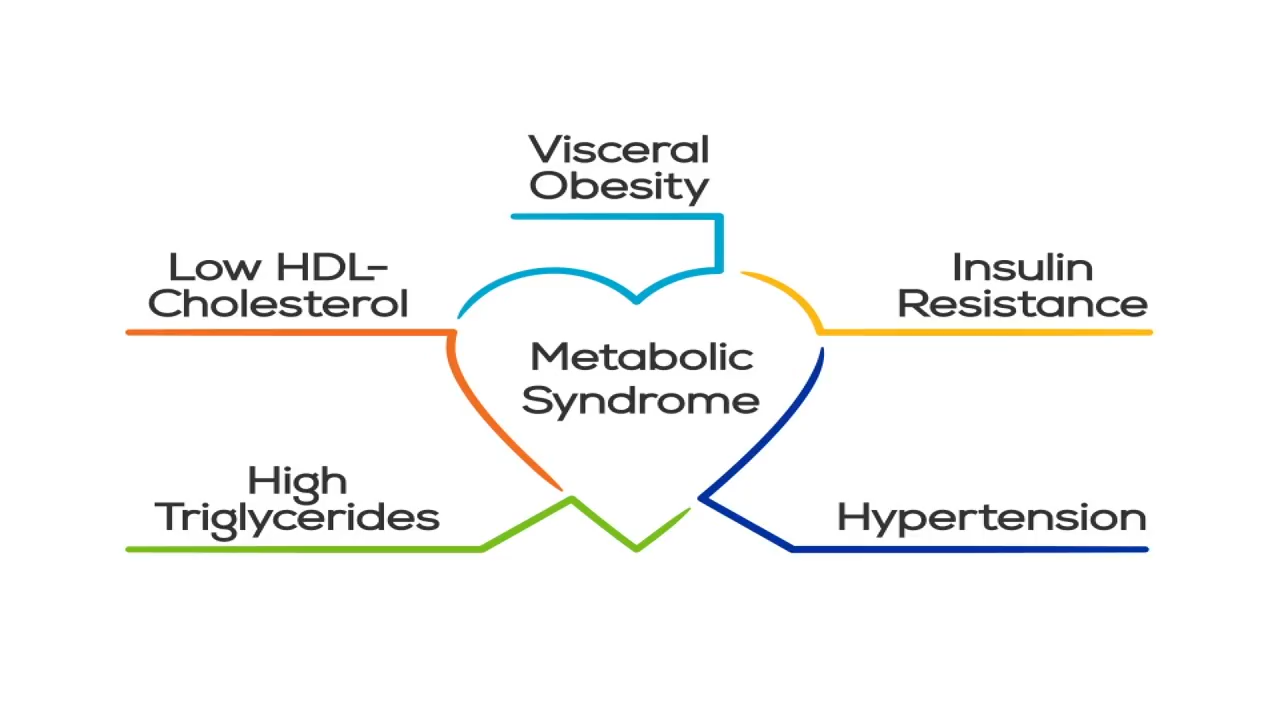 Visceral
Obesity
Low HDL-
Cholesterol
Insulin
Resistance
Metabolic
Syndrome
High
Triglycerides
Hypertension